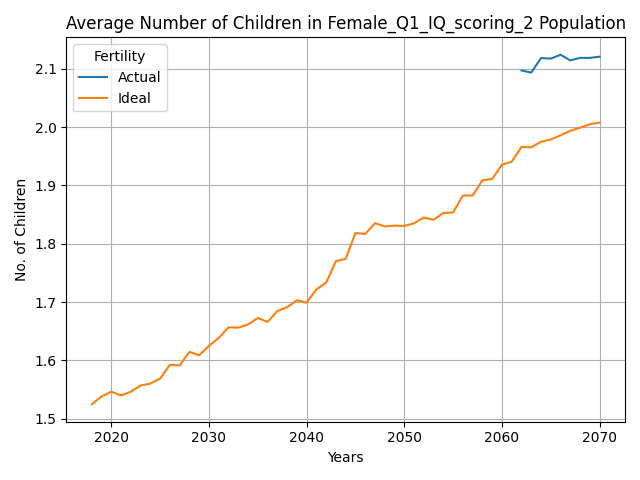 Average Number of Children in Female_Q1_IQ_scoring_2 Population
Fertility
Actual
Ideal
No. of Children
2.1
2.0
1.9
1.8
1.7
1.6
1.5
2020 2030 2040 2050 2060 2070
Years